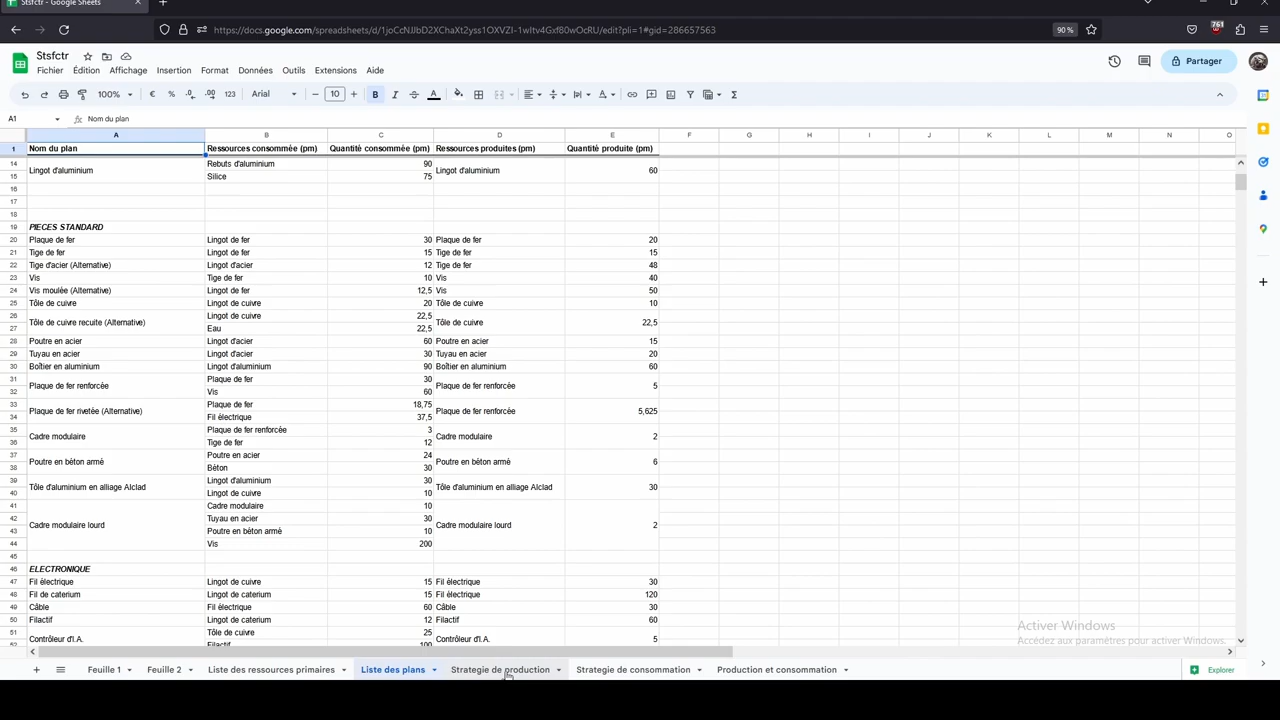 Stsfctr - Google Sheets
https://docs.google.com/spreadsheets/d/1joCcNJJbD2XChaXt2yss1OXVZI-1wltv4Gxf80wOcRU/edit?pli=1#gid=286657563
90 %
761
Stsfctr
Fichier Édition Affichage Insertion Format Données Outils Extensions Aide
Partager
100% € % .0 .00 123 Arial 10 B I S A
A1 fx Nom du plan
A B C D E F G H I J K L M N O
1 Nom du plan Ressources consommée (pm) Quantité consommée (pm) Ressources produites (pm) Quantité produite (pm)
14 Rebuts d'aluminium 90
Lingot d'aluminium Lingot d'aluminium 60
15 Silice 75
16
17
18
19 PIECES STANDARD
20 Plaque de fer Lingot de fer 30 Plaque de fer 20
21 Tige de fer Lingot de fer 15 Tige de fer 15
22 Tige d'acier (Alternative) Lingot d'acier 12 Tige de fer 48
23 Vis Tige de fer 10 Vis 40
24 Vis moulée (Alternative) Lingot de fer 12,5 Vis 50
25 Tôle de cuivre Lingot de cuivre 20 Tôle de cuivre 10
26 Lingot de cuivre 22,5
Tôle de cuivre recuite (Alternative) Tôle de cuivre 22,5
27 Eau 22,5
28 Poutre en acier Lingot d'acier 60 Poutre en acier 15
29 Tuyau en acier Lingot d'acier 30 Tuyau en acier 20
30 Boîtier en aluminium Lingot d'aluminium 90 Boîtier en aluminium 60
31 Plaque de fer 30
Plaque de fer renforcée Plaque de fer renforcée 5
32 Vis 60
33 Plaque de fer 18,75
Plaque de fer rivetée (Alternative) Plaque de fer renforcée 5,625
34 Fil électrique 37,5
35 Plaque de fer renforcée 3
Cadre modulaire Cadre modulaire 2
36 Tige de fer 12
37 Poutre en acier 24
Poutre en béton armé Poutre en béton armé 6
38 Béton 30
39 Lingot d'aluminium 30
Tôle d'aluminium en alliage Alclad Tôle d'aluminium en alliage Alclad 30
40 Lingot de cuivre 10
41 Cadre modulaire 10
42 Tuyau en acier 30
Cadre modulaire lourd Cadre modulaire lourd 2
43 Poutre en béton armé 10
44 Vis 200
45
46 ELECTRONIQUE
47 Fil électrique Lingot de cuivre 15 Fil électrique 30
48 Fil de caterium Lingot de caterium 15 Fil électrique 120
49 Câble Fil électrique 60 Câble 30
50 Filactif Lingot de caterium 12 Filactif 60
51 Tôle de cuivre 25
Contrôleur d'I.A. Contrôleur d'I.A. 5
52 Filactif 100
Activer Windows
Accédez aux paramètres pour activer Windows.
Feuille 1 Feuille 2 Liste des ressources primaires Liste des plans Strategie de production Strategie de consommation Production et consommation Explorer